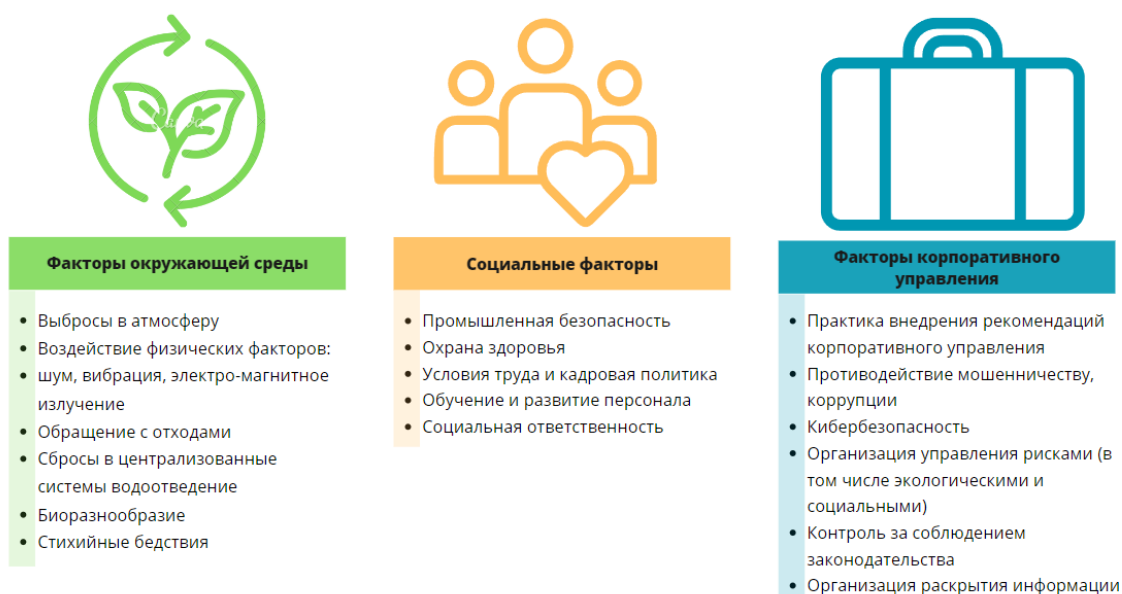 Факторы окружающей среды
• Выбросы в атмосферу
• Воздействие физических факторов:
• шум, вибрация, электро-магнитное
излучение
• Обращение с отходами
• Сбросы в централизованные
системы водоотведение
• Биоразнообразие
• Стихийные бедствия
Социальные факторы
• Промышленная безопасность
• Охрана здоровья
• Условия труда и кадровая политика
• Обучение и развитие персонала
• Социальная ответственность
Факторы корпоративного
управления
• Практика внедрения рекомендаций
корпоративного управления
• Противодействие мошенничеству,
коррупции
• Кибербезопасность
• Организация управления рисками (в
том числе экологическими и
социальными)
• Контроль за соблюдением
законодательства
• Организация раскрытия информации